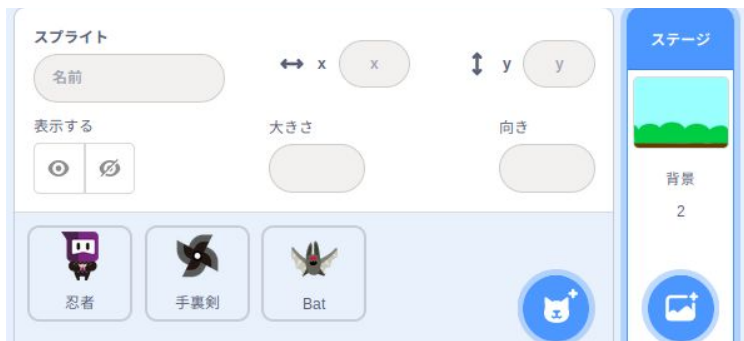 スプライト
名前
x x
y y
表示する
大きさ
向き
忍者
手裏剣
Bat
ステージ
背景
2